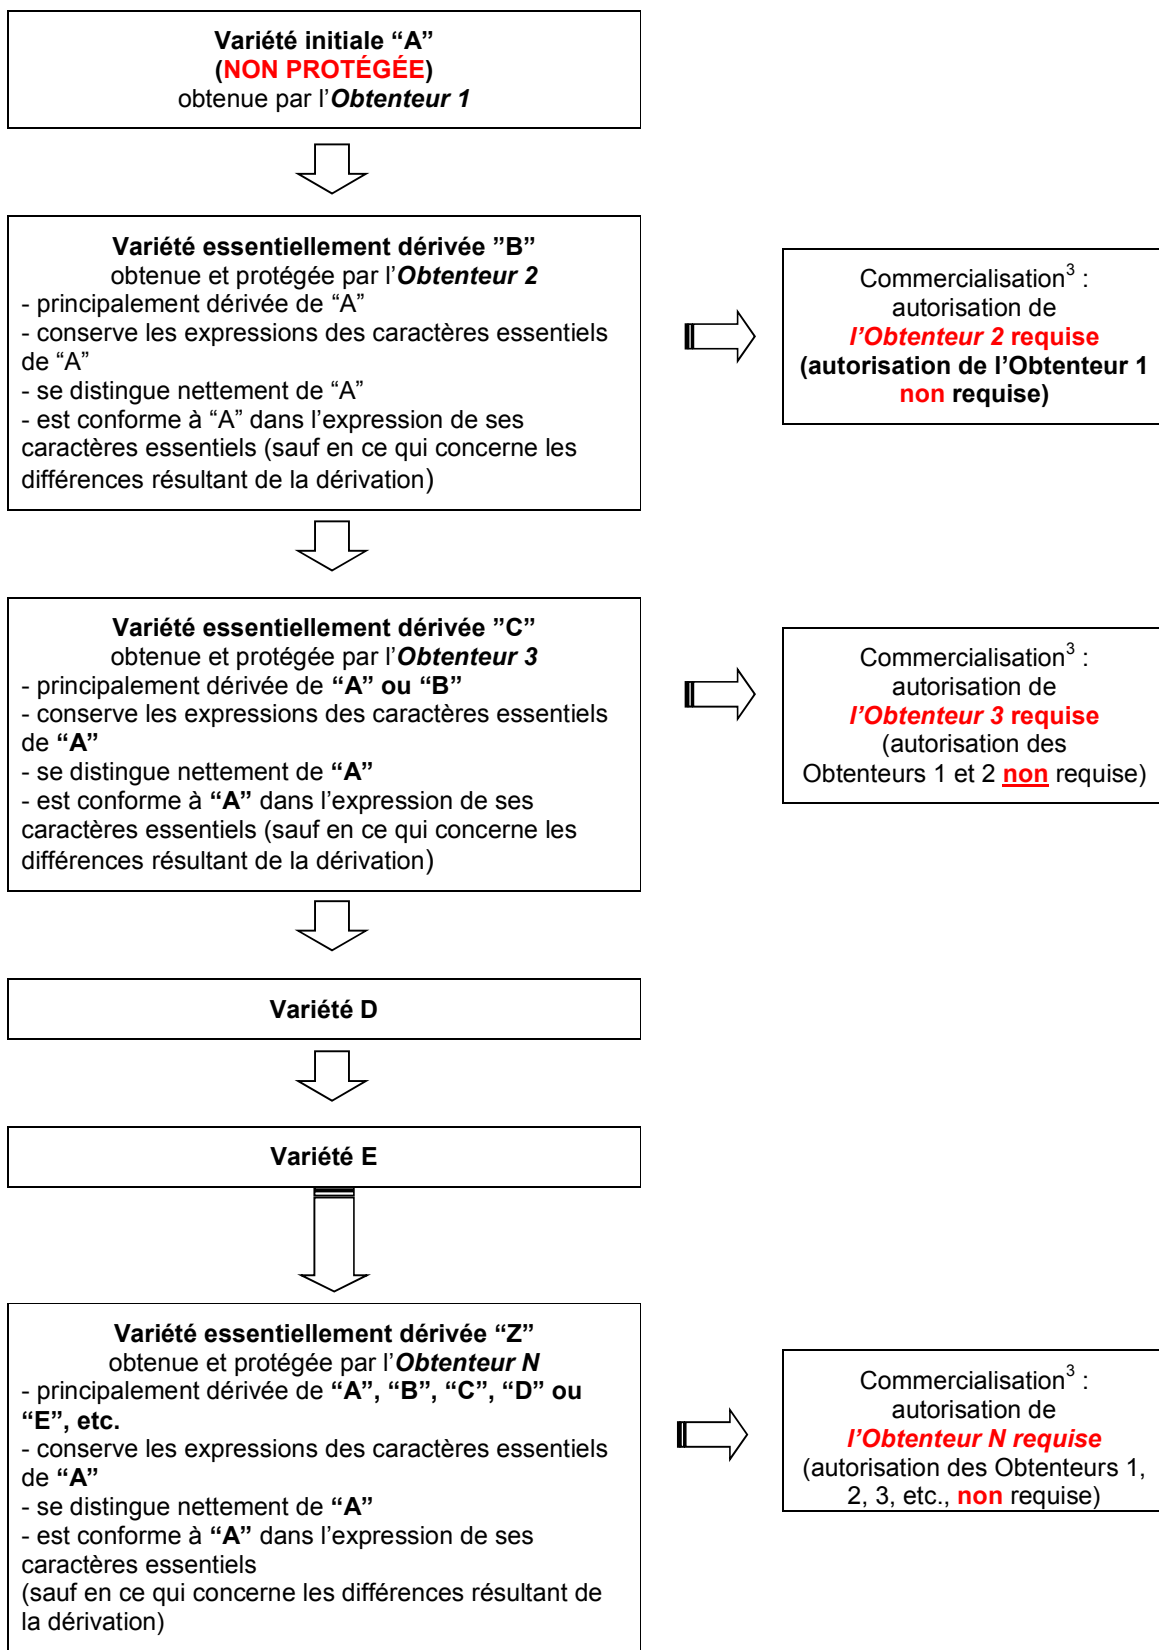 Variété initiale “A”
(NON PROTÉGÉE)
obtenue par l’Obtenteur 1
Variété essentiellement dérivée ”B”
obtenue et protégée par l’Obtenteur 2
- principalement dérivée de “A”
- conserve les expressions des caractères essentiels
de “A”
- se distingue nettement de “A”
- est conforme à “A” dans l’expression de ses
caractères essentiels (sauf en ce qui concerne les
différences résultant de la dérivation)
Commercialisation3 :
autorisation de
l’Obtenteur 2 requise
(autorisation de l’Obtenteur 1
non requise)
Variété essentiellement dérivée ”C”
obtenue et protégée par l’Obtenteur 3
- principalement dérivée de “A” ou “B”
- conserve les expressions des caractères essentiels
de “A”
- se distingue nettement de “A”
- est conforme à “A” dans l’expression de ses
caractères essentiels (sauf en ce qui concerne les
différences résultant de la dérivation)
Commercialisation3 :
autorisation de
l’Obtenteur 3 requise
(autorisation des
Obtenteurs 1 et 2 non requise)
Variété D
Variété E
Variété essentiellement dérivée “Z”
obtenue et protégée par l’Obtenteur N
- principalement dérivée de “A”, “B”, “C”, “D” ou
“E”, etc.
- conserve les expressions des caractères essentiels
de “A”
- se distingue nettement de “A”
- est conforme à “A” dans l’expression de ses
caractères essentiels
(sauf en ce qui concerne les différences résultant de
la dérivation)
Commercialisation3 :
autorisation de
l’Obtenteur N requise
(autorisation des Obtenteurs 1,
2, 3, etc., non requise)